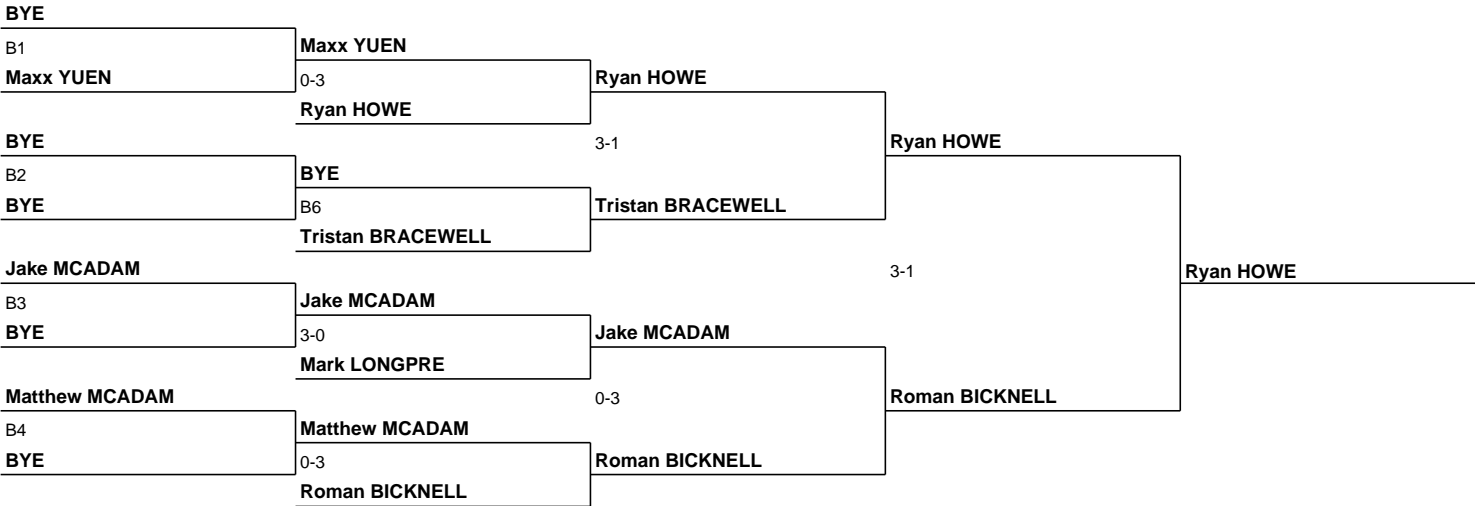 BYE
B1
Maxx YUEN
Maxx YUEN
0-3
Ryan HOWE
Ryan HOWE
BYE
B2
BYE
BYE
B6
Tristan BRACEWELL
3-1
Tristan BRACEWELL
Ryan HOWE
Jake MCADAM
B3
BYE
Jake MCADAM
3-0
Mark LONGPRE
Jake MCADAM
Matthew MCADAM
B4
BYE
Matthew MCADAM
0-3
Roman BICKNELL
0-3
Roman BICKNELL
Roman BICKNELL
3-1
Ryan HOWE